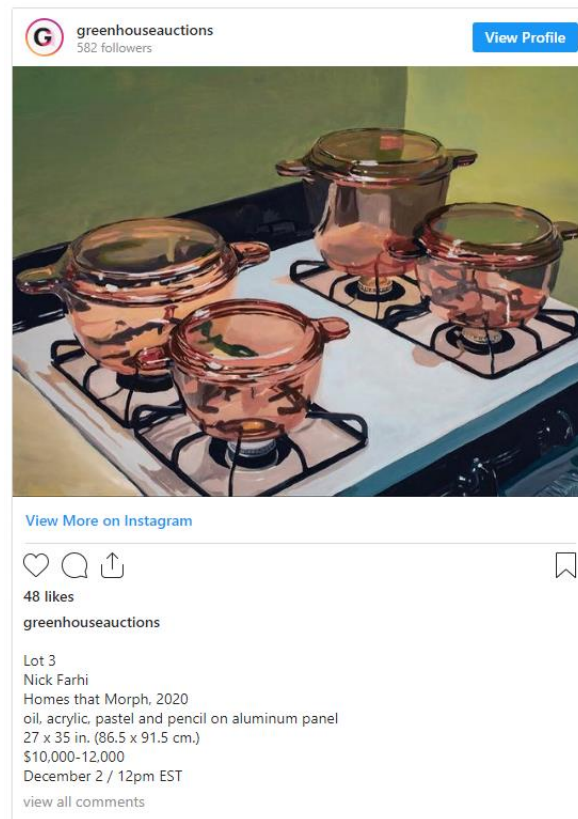 G
greenhouseauctions
582 followers
View Profile
View More on Instagram
48 likes
greenhouseauctions
Lot 3
Nick Farhi
Homes that Morph, 2020
oil, acrylic, pastel and pencil on aluminum panel
27 x 35 in. (86.5 x 91.5 cm.)
$10,000-12,000
December 2 / 12pm EST
view all comments